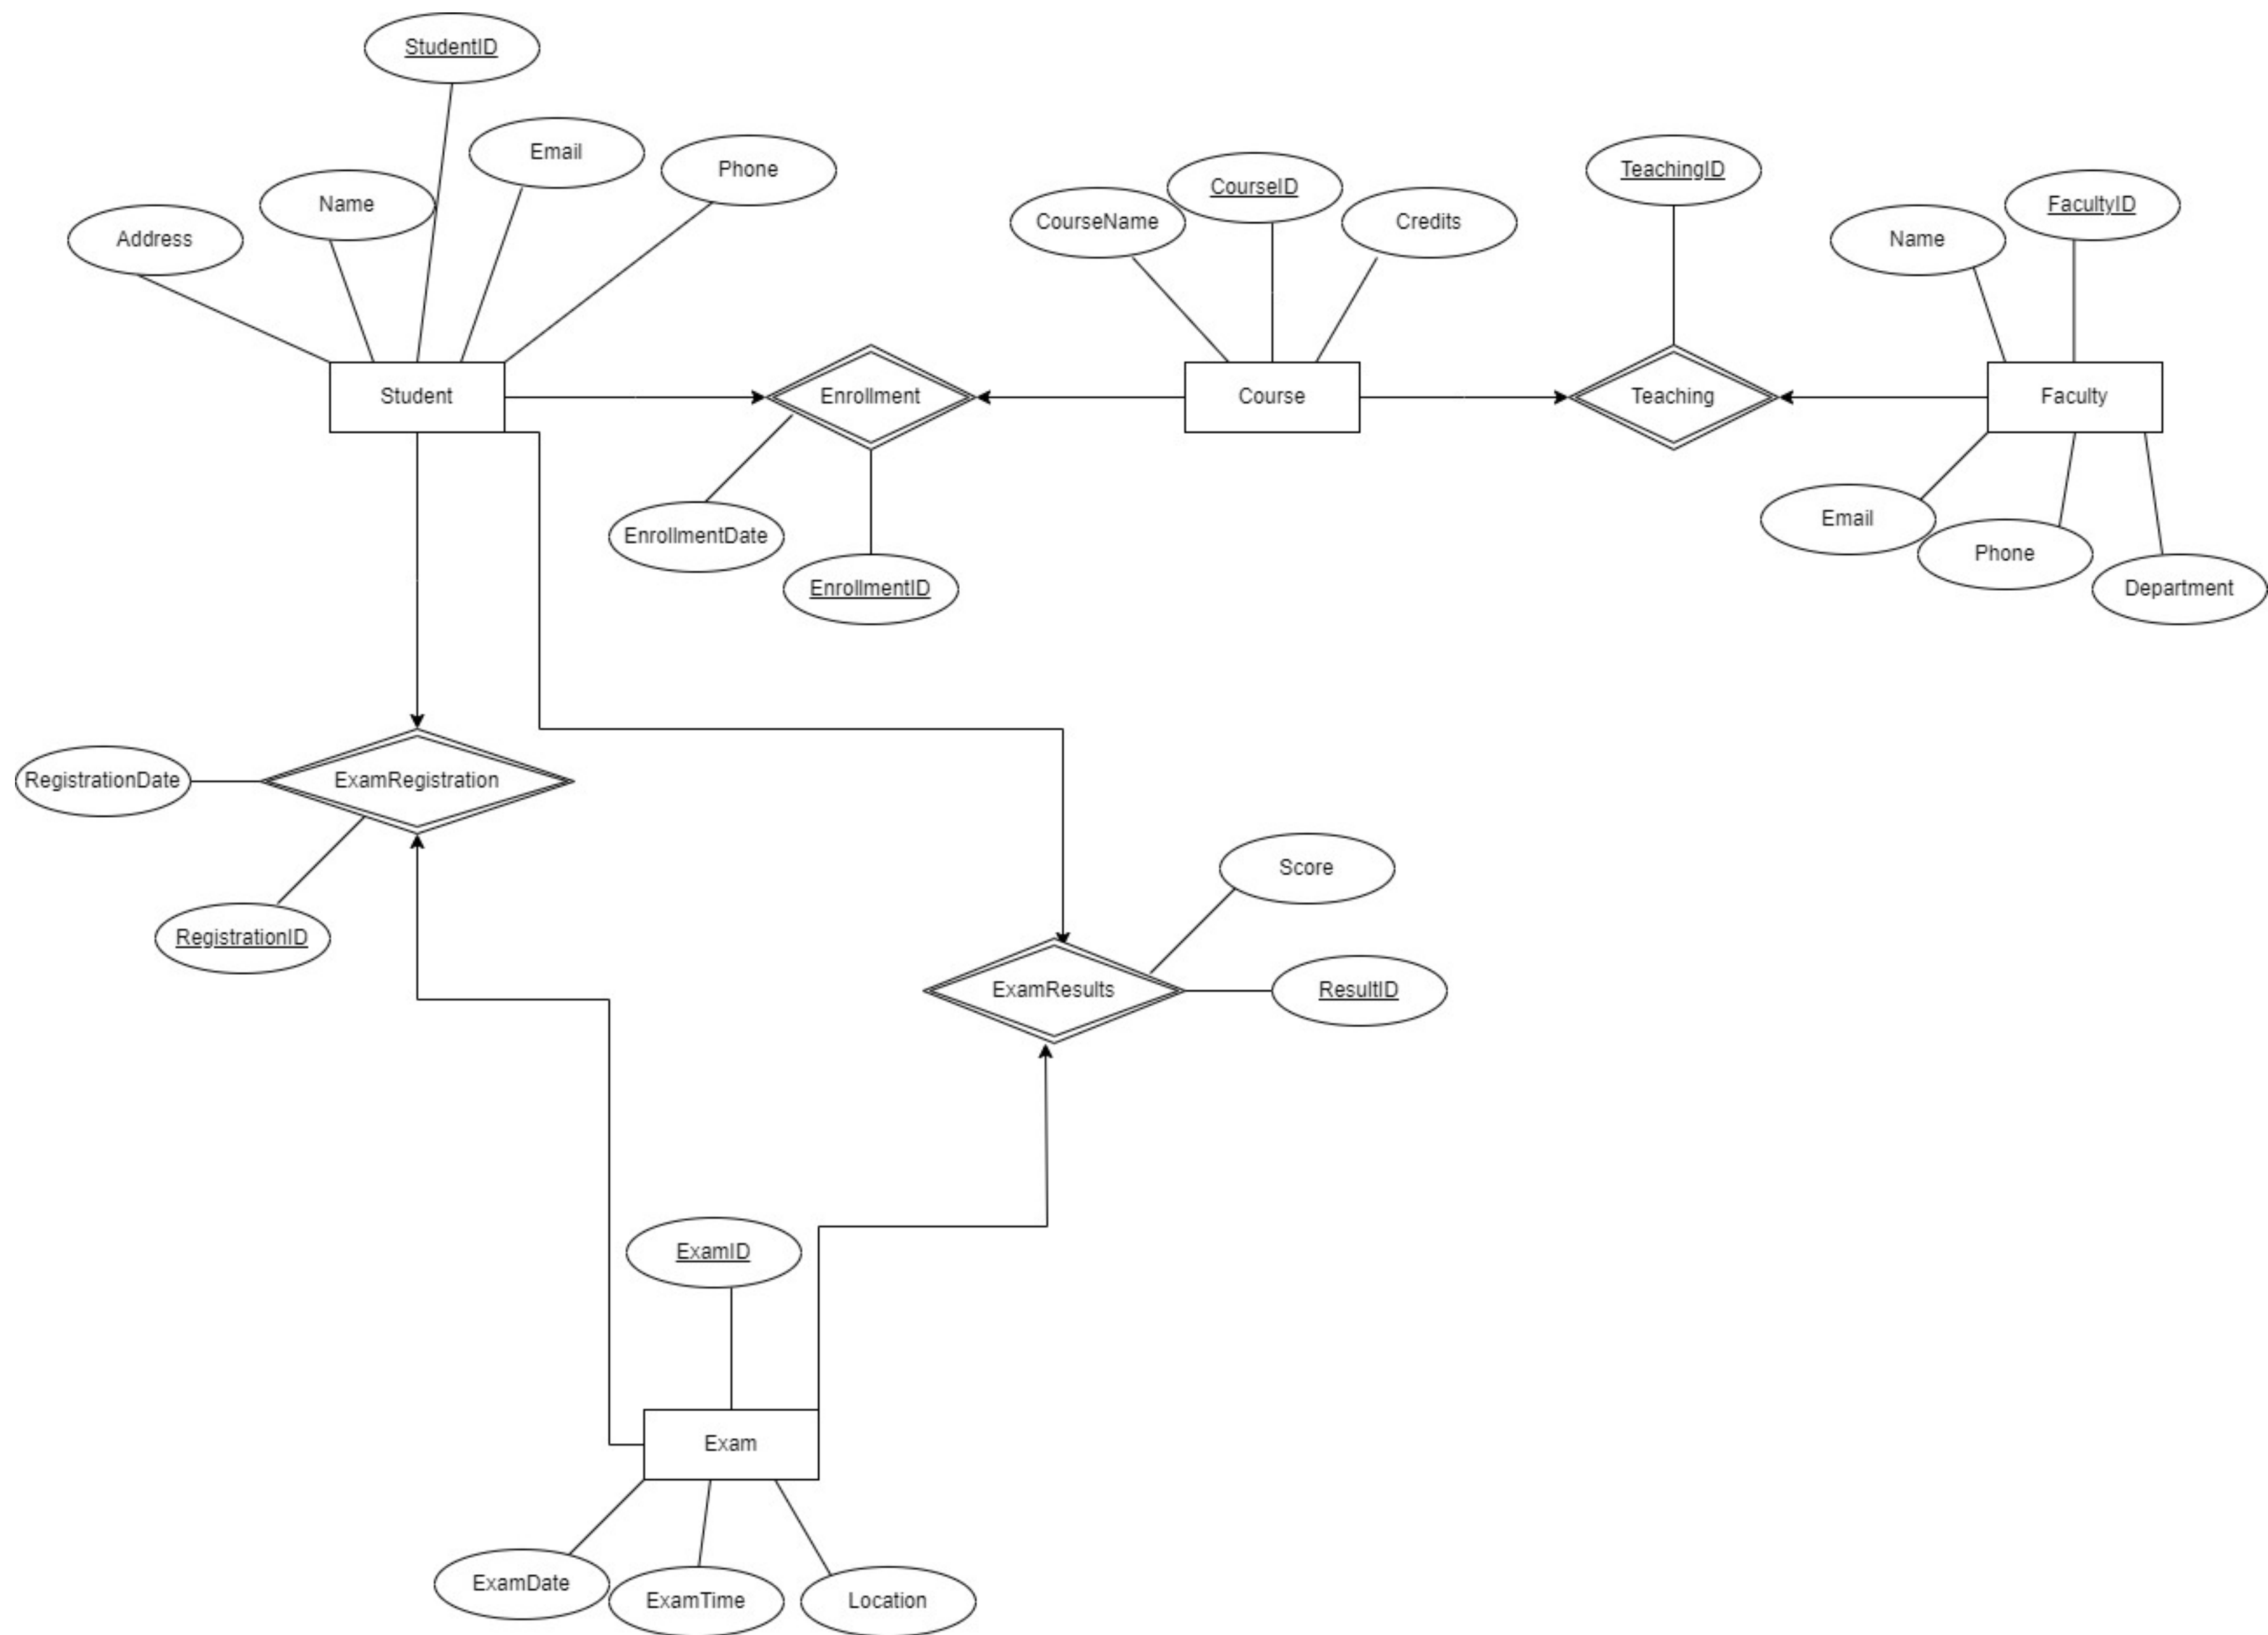 StudentID
Email
Phone
Name
Address
CourseName
CourseID
Credits
TeachingID
Name
FacultyID
Student
Enrollment
Course
Teaching
Faculty
EnrollmentDate
EnrollmentID
Email
Phone
Department
RegistrationDate
ExamRegistration
RegistrationID
Score
ExamResults
ResultID
ExamID
Exam
ExamDate
ExamTime
Location